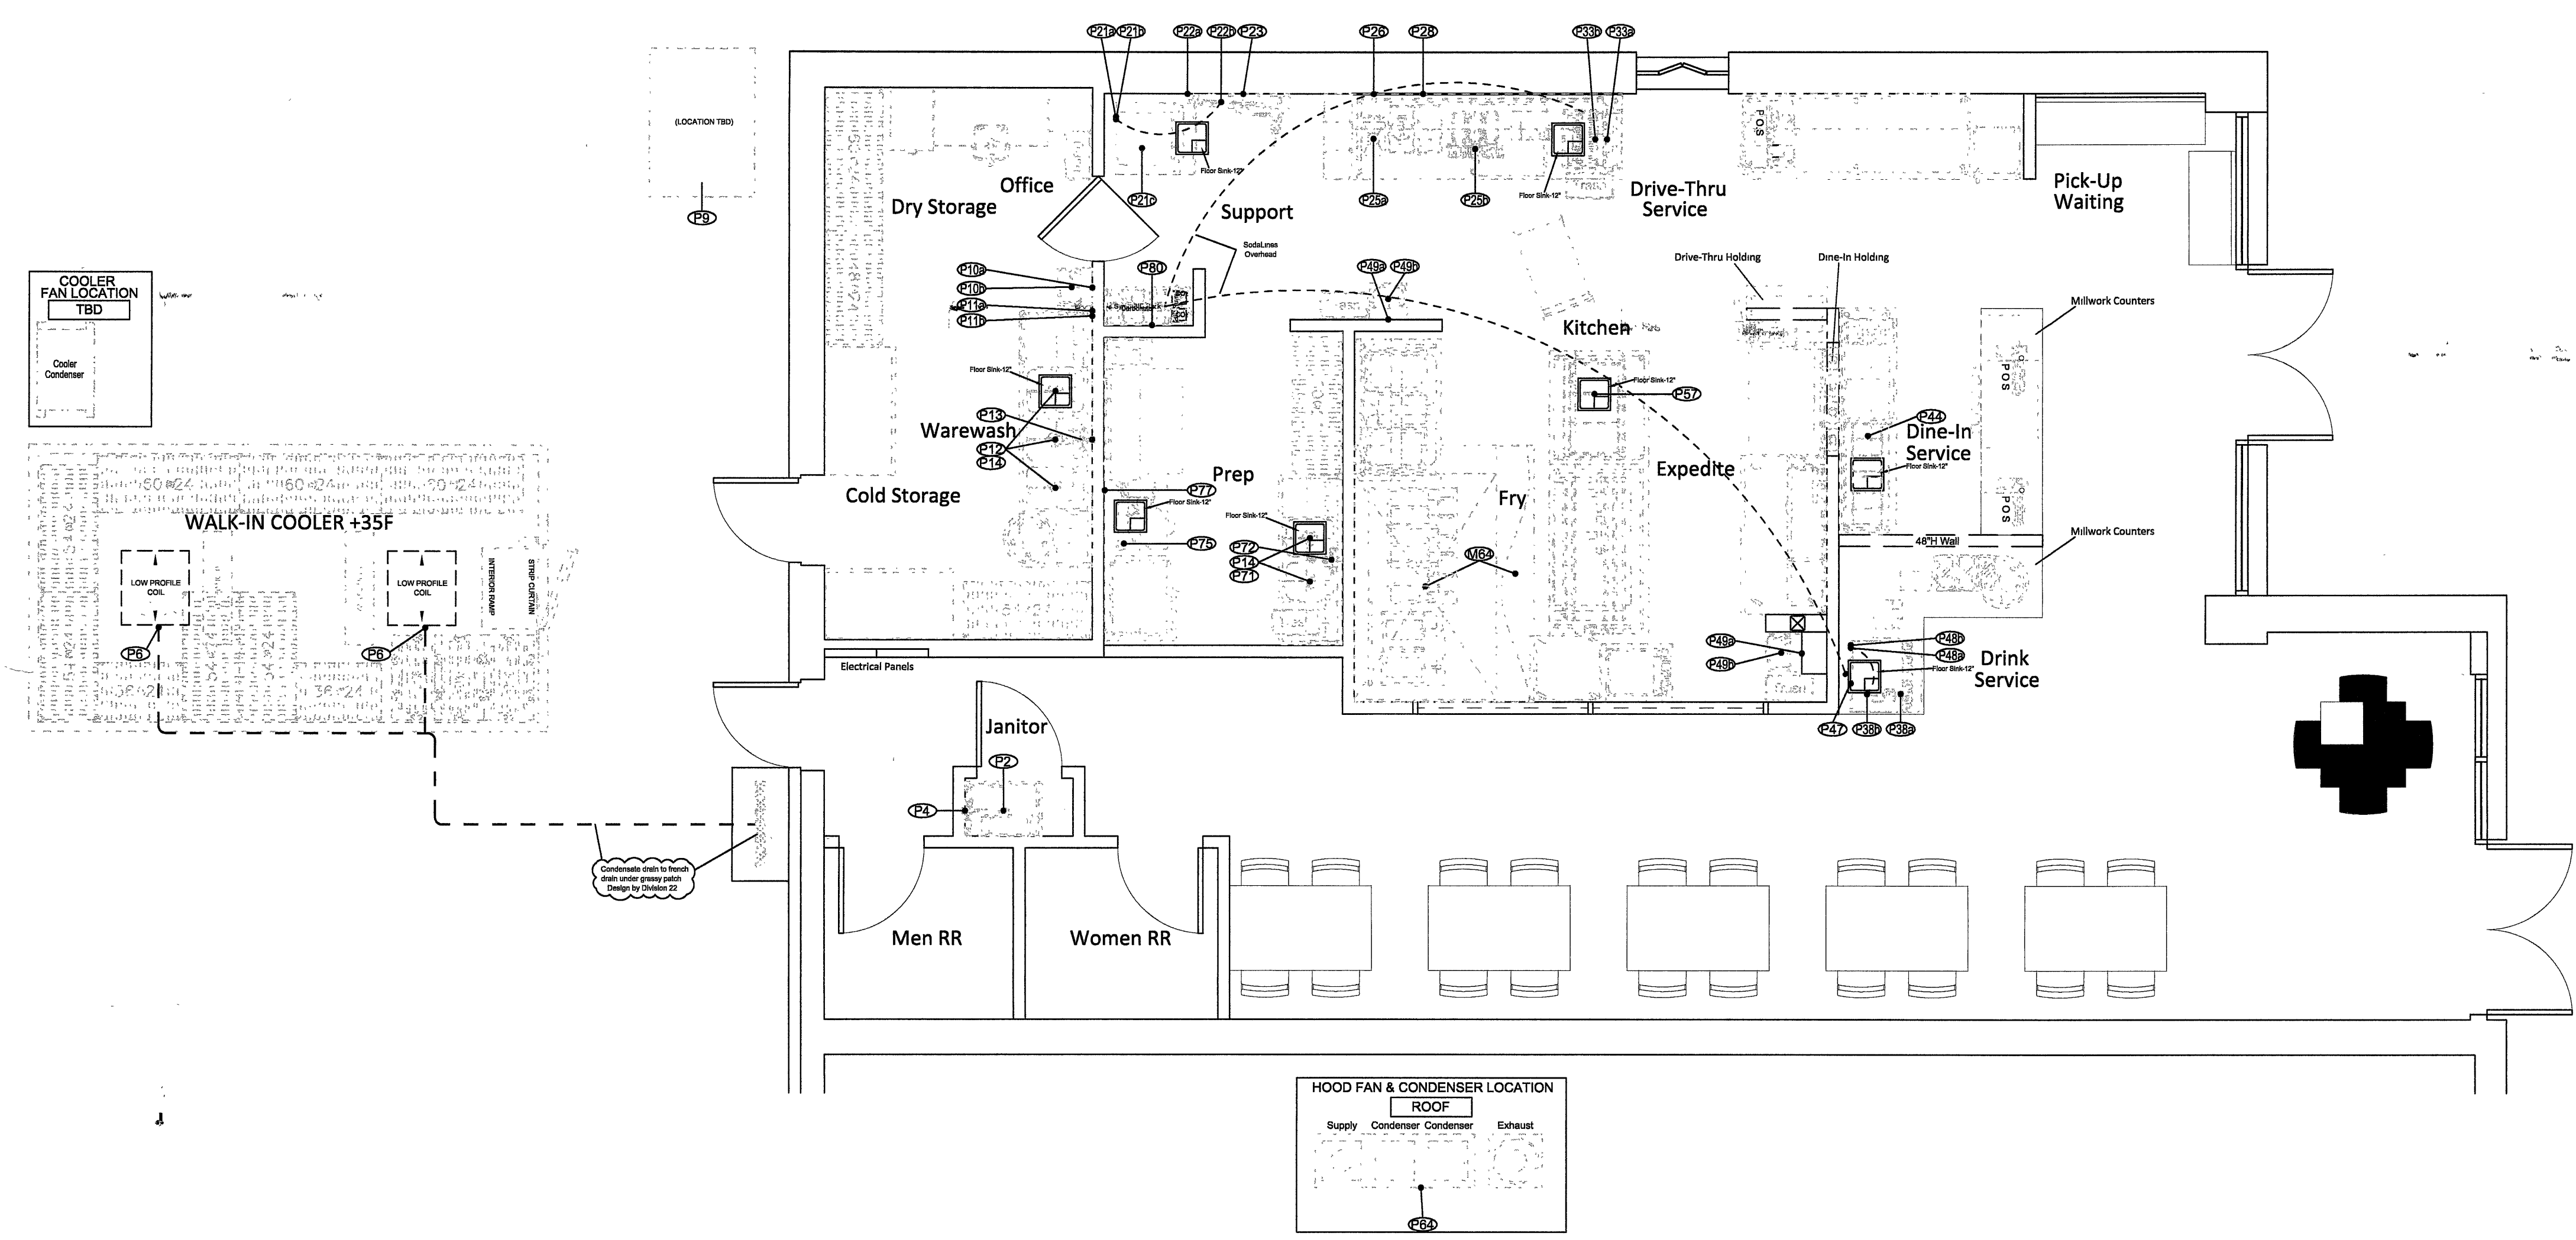 P21a
P21b
P22a
P22b
P23
P26
P28
P33b
P33a
(LOCATION TBD)
P9
POS
Floor Sink-12"
P21c
P25a
P25b
Floor Sink-12"
Office
Dry Storage
Support
Drive-Thru
Service
Pick-Up
Waiting
SodaLines
Overhead
Drive-Thru Holding
Dine-In Holding
P10a
P10b
P11a
P11b
P80
P49a
P49b
COOLER
FAN LOCATION
TBD
Cooler
Condenser
Millwork Counters
Kitchen
Floor Sink-12"
Floor Sink-12"
P57
POS
P13
Warewash
P12
P14
P44
Dine-In
Service
Floor Sink-12"
Expedite
Prep
Cold Storage
P77
Floor Sink-12"
Fry
POS
60x24
60x24
WALK-IN COOLER +35F
Floor Sink-12"
P72
P14
P71
P75
M64
48"H Wall
Millwork Counters
LOW PROFILE
COIL
LOW PROFILE
COIL
INTERIOR RAMP
STRIP CURTAIN
P6
P6
P49a
P49b
P48b
P48a
Floor Sink-12"
Drink
Service
36x24
Electrical Panels
P47
P38b
P38a
Janitor
P2
P4
Condensate drain to french
drain under grassy patch
Design by Division 22
Men RR
Women RR
HOOD FAN & CONDENSER LOCATION
ROOF
Supply
Condenser
Condenser
Exhaust
P64